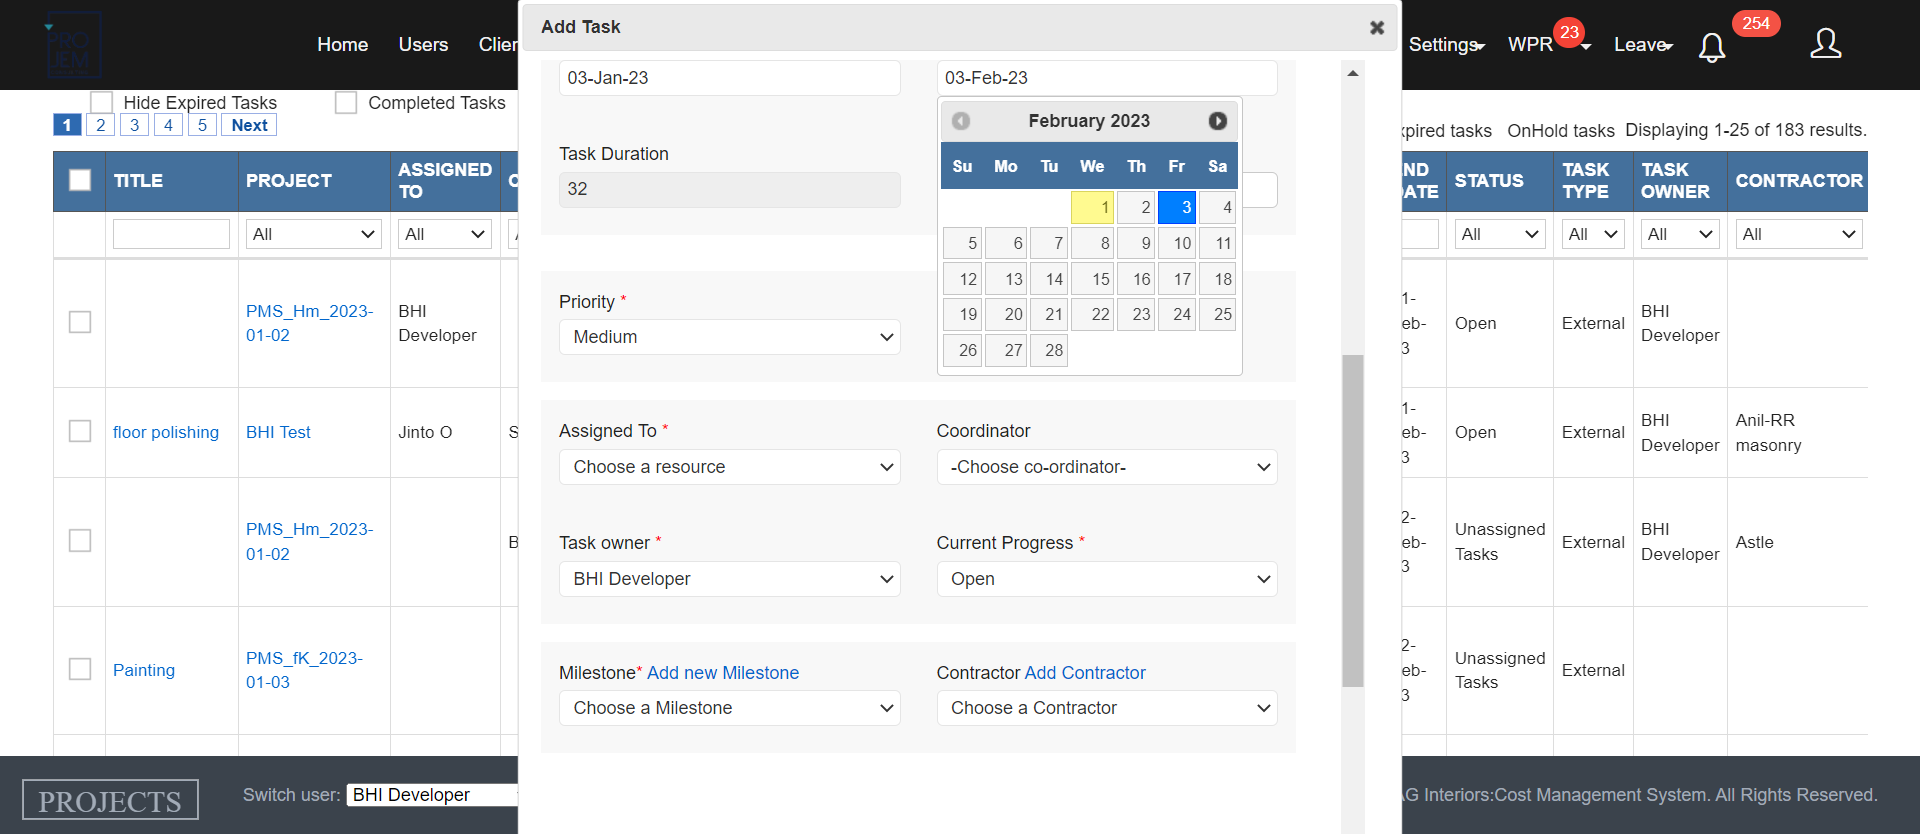 PROJEM
Home Users Clien
Add Task
Settings WPR 23 Leave 254
Hide Expired Tasks Completed Tasks
1 2 3 4 5 Next
xpired tasks OnHold tasks Displaying 1-25 of 183 results.
TITLE PROJECT ASSIGNED TO
END DATE STATUS TASK TYPE TASK OWNER CONTRACTOR
All All
All All All All
PMS_Hm_2023-
01-02
BHI
Developer
1-
eb-
3
Open External BHI
Developer
floor polishing BHI Test Jinto O S
1-
eb-
3
Open External BHI
Developer
Anil-RR
masonry
PMS_Hm_2023-
01-02
B
2-
eb-
3
Unassigned
Tasks
External BHI
Developer
Astle
Painting PMS_fK_2023-
01-03
2-
eb-
3
Unassigned
Tasks
External
03-Jan-23 03-Feb-23
Task Duration
32
February 2023
Su Mo Tu We Th Fr Sa
1 2 3 4
5 6 7 8 9 10 11
12 13 14 15 16 17 18
19 20 21 22 23 24 25
26 27 28
Priority *
Medium
Assigned To * Coordinator
Choose a resource -Choose co-ordinator-
Task owner * Current Progress *
BHI Developer Open
Milestone* Add new Milestone Contractor Add Contractor
Choose a Milestone Choose a Contractor
PROJECTS Switch user: BHI Developer
G Interiors:Cost Management System. All Rights Reserved.